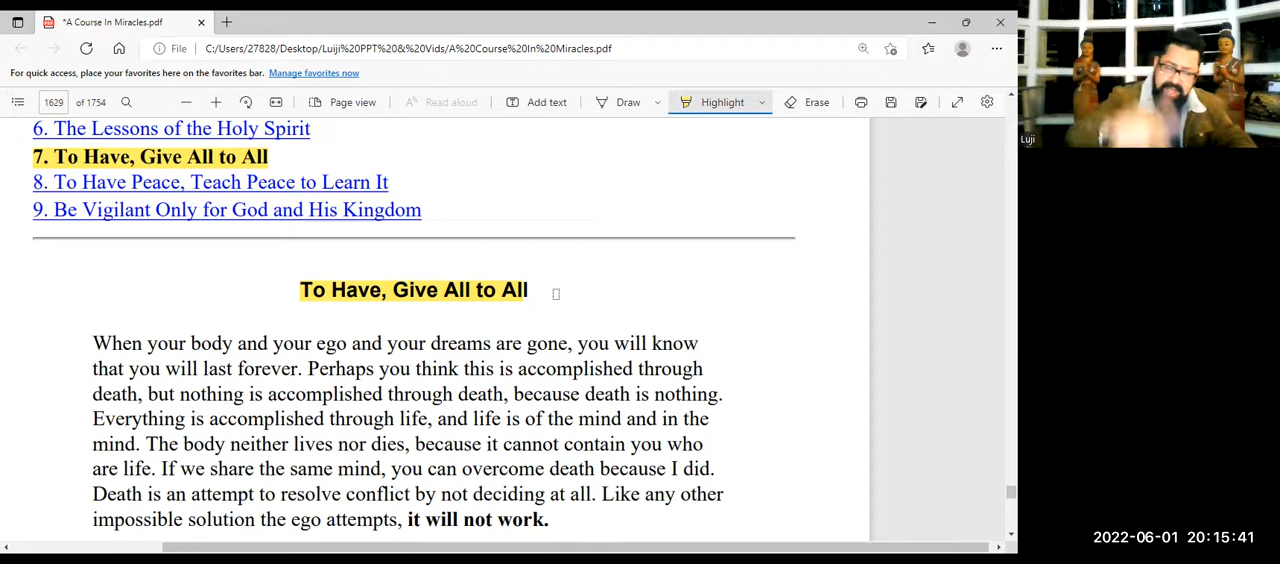 *A Course In Miracles.pdf
File C:/Users/27828/Desktop/Luiji%20PPT%20&%20Vids/A%20Course%20In%20Miracles.pdf
For quick access, place your favorites here on the favorites bar. Manage favorites now
1629 of 1754 Page view Read aloud Add text Draw Highlight Erase
6. The Lessons of the Holy Spirit
7. To Have, Give All to All
8. To Have Peace, Teach Peace to Learn It
9. Be Vigilant Only for God and His Kingdom
To Have, Give All to All
When your body and your ego and your dreams are gone, you will know
that you will last forever. Perhaps you think this is accomplished through
death, but nothing is accomplished through death, because death is nothing.
Everything is accomplished through life, and life is of the mind and in the
mind. The body neither lives nor dies, because it cannot contain you who
are life. If we share the same mind, you can overcome death because I did.
Death is an attempt to resolve conflict by not deciding at all. Like any other
impossible solution the ego attempts, it will not work.
Luji
2022-06-01 20:15:41